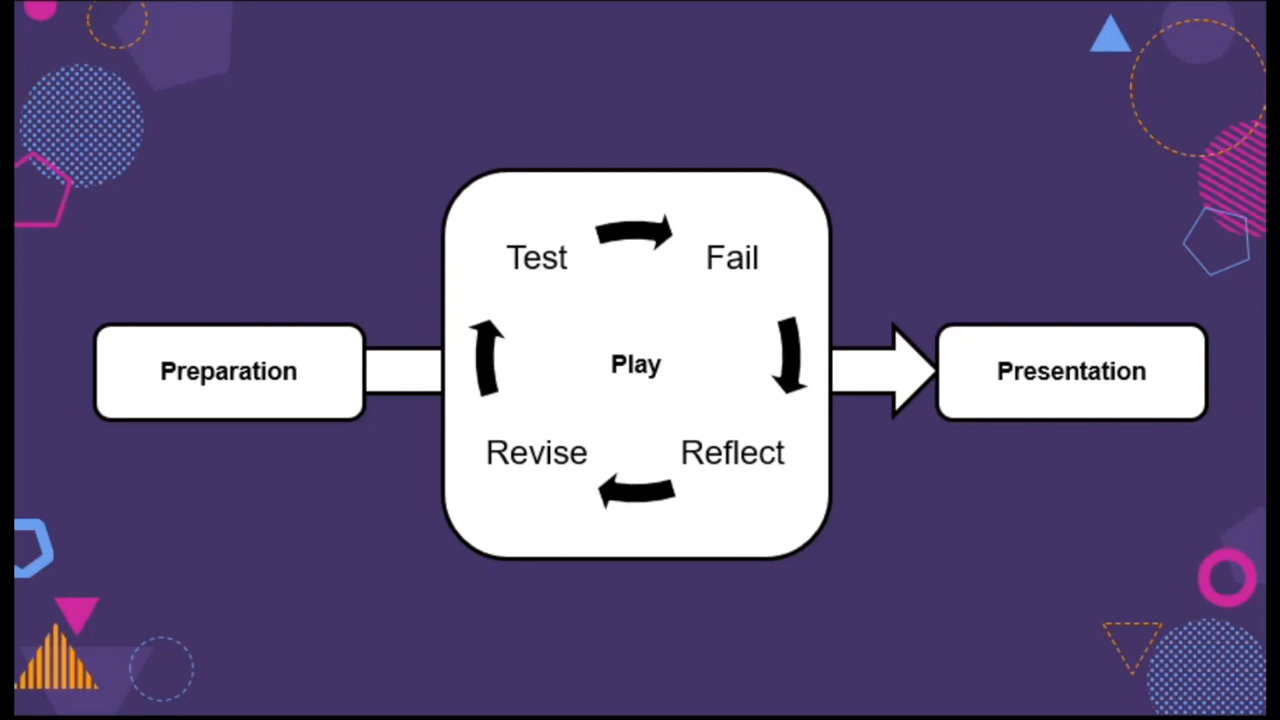 Test
Fail
Preparation
Play
Presentation
Revise
Reflect